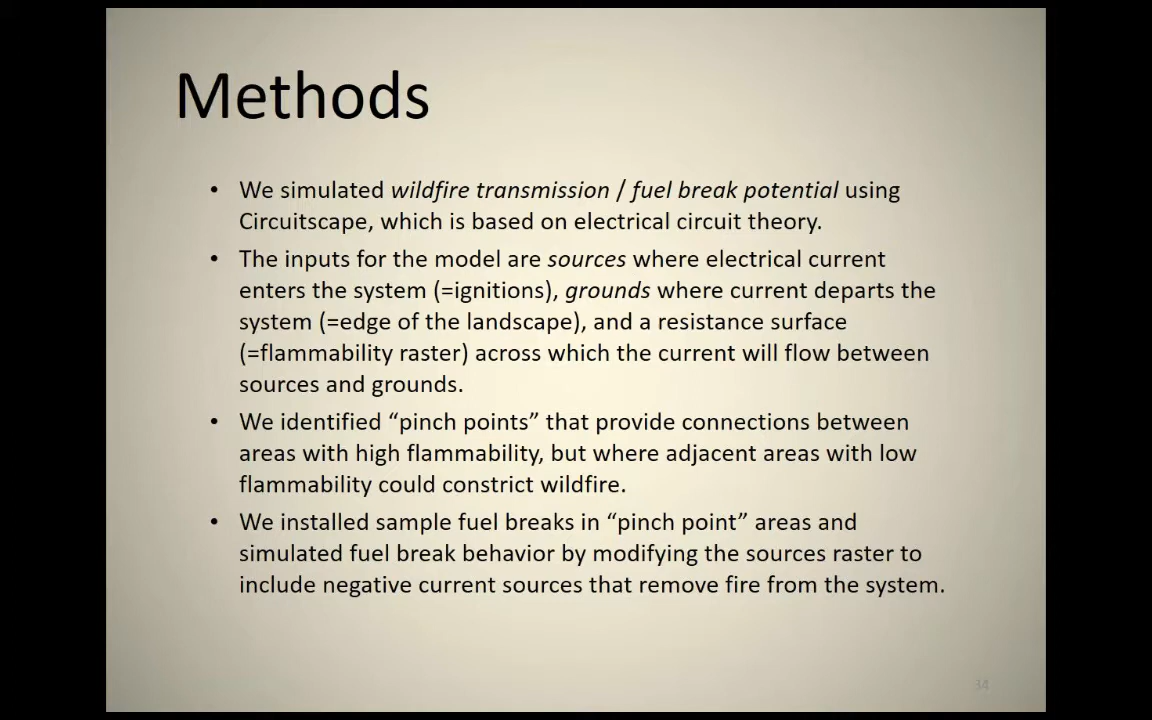 Methods
• We simulated wildfire transmission / fuel break potential using
Circuitscape, which is based on electrical circuit theory.
• The inputs for the model are sources where electrical current
enters the system (=ignitions), grounds where current departs the
system (=edge of the landscape), and a resistance surface
(=flammability raster) across which the current will flow between
sources and grounds.
• We identified “pinch points” that provide connections between
areas with high flammability, but where adjacent areas with low
flammability could constrict wildfire.
• We installed sample fuel breaks in “pinch point” areas and
simulated fuel break behavior by modifying the sources raster to
include negative current sources that remove fire from the system.
34